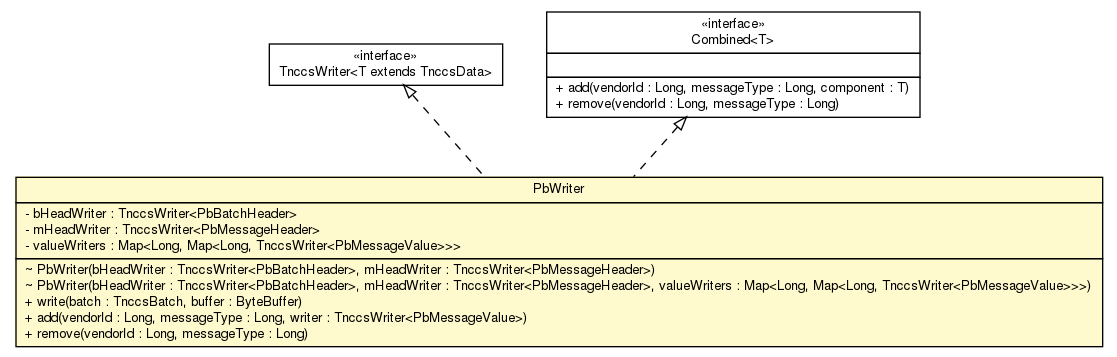 «interface»
TnccsWriter<T extends TnccsData>
«interface»
Combined<T>
+ add(vendorId : Long, messageType : Long, component : T)
+ remove(vendorId : Long, messageType : Long)
PbWriter
- bHeadWriter : TnccsWriter<PbBatchHeader>
- mHeadWriter : TnccsWriter<PbMessageHeader>
- valueWriters : Map<Long, Map<Long, TnccsWriter<PbMessageValue>>>
~ PbWriter(bHeadWriter : TnccsWriter<PbBatchHeader>, mHeadWriter : TnccsWriter<PbMessageHeader>)
~ PbWriter(bHeadWriter : TnccsWriter<PbBatchHeader>, mHeadWriter : TnccsWriter<PbMessageHeader>, valueWriters : Map<Long, Map<Long, TnccsWriter<PbMessageValue>>>)
+ write(batch : TnccsBatch, buffer : ByteBuffer)
+ add(vendorId : Long, messageType : Long, writer : TnccsWriter<PbMessageValue>)
+ remove(vendorId : Long, messageType : Long)